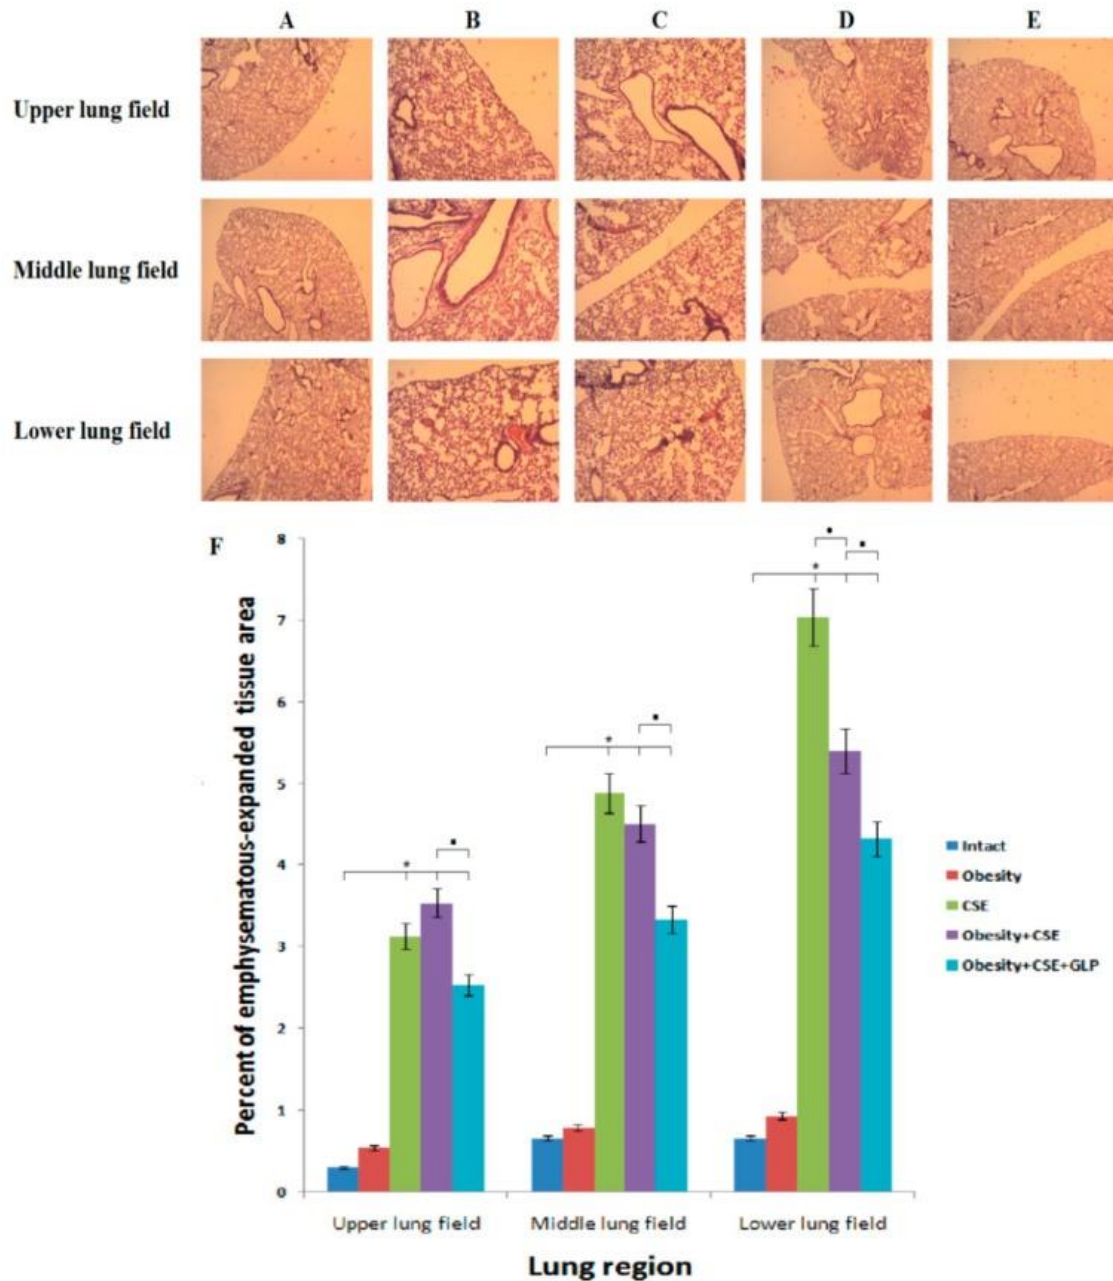 A B C D E
Upper lung field
Middle lung field
Lower lung field
F
8
7
6
5
4
3
2
1
0
Percent of emphysematous-expanded tissue area
*
*
*
Intact
Obesity
CSE
Obesity+CSE
Obesity+CSE+GLP
Upper lung field Middle lung field Lower lung field
Lung region